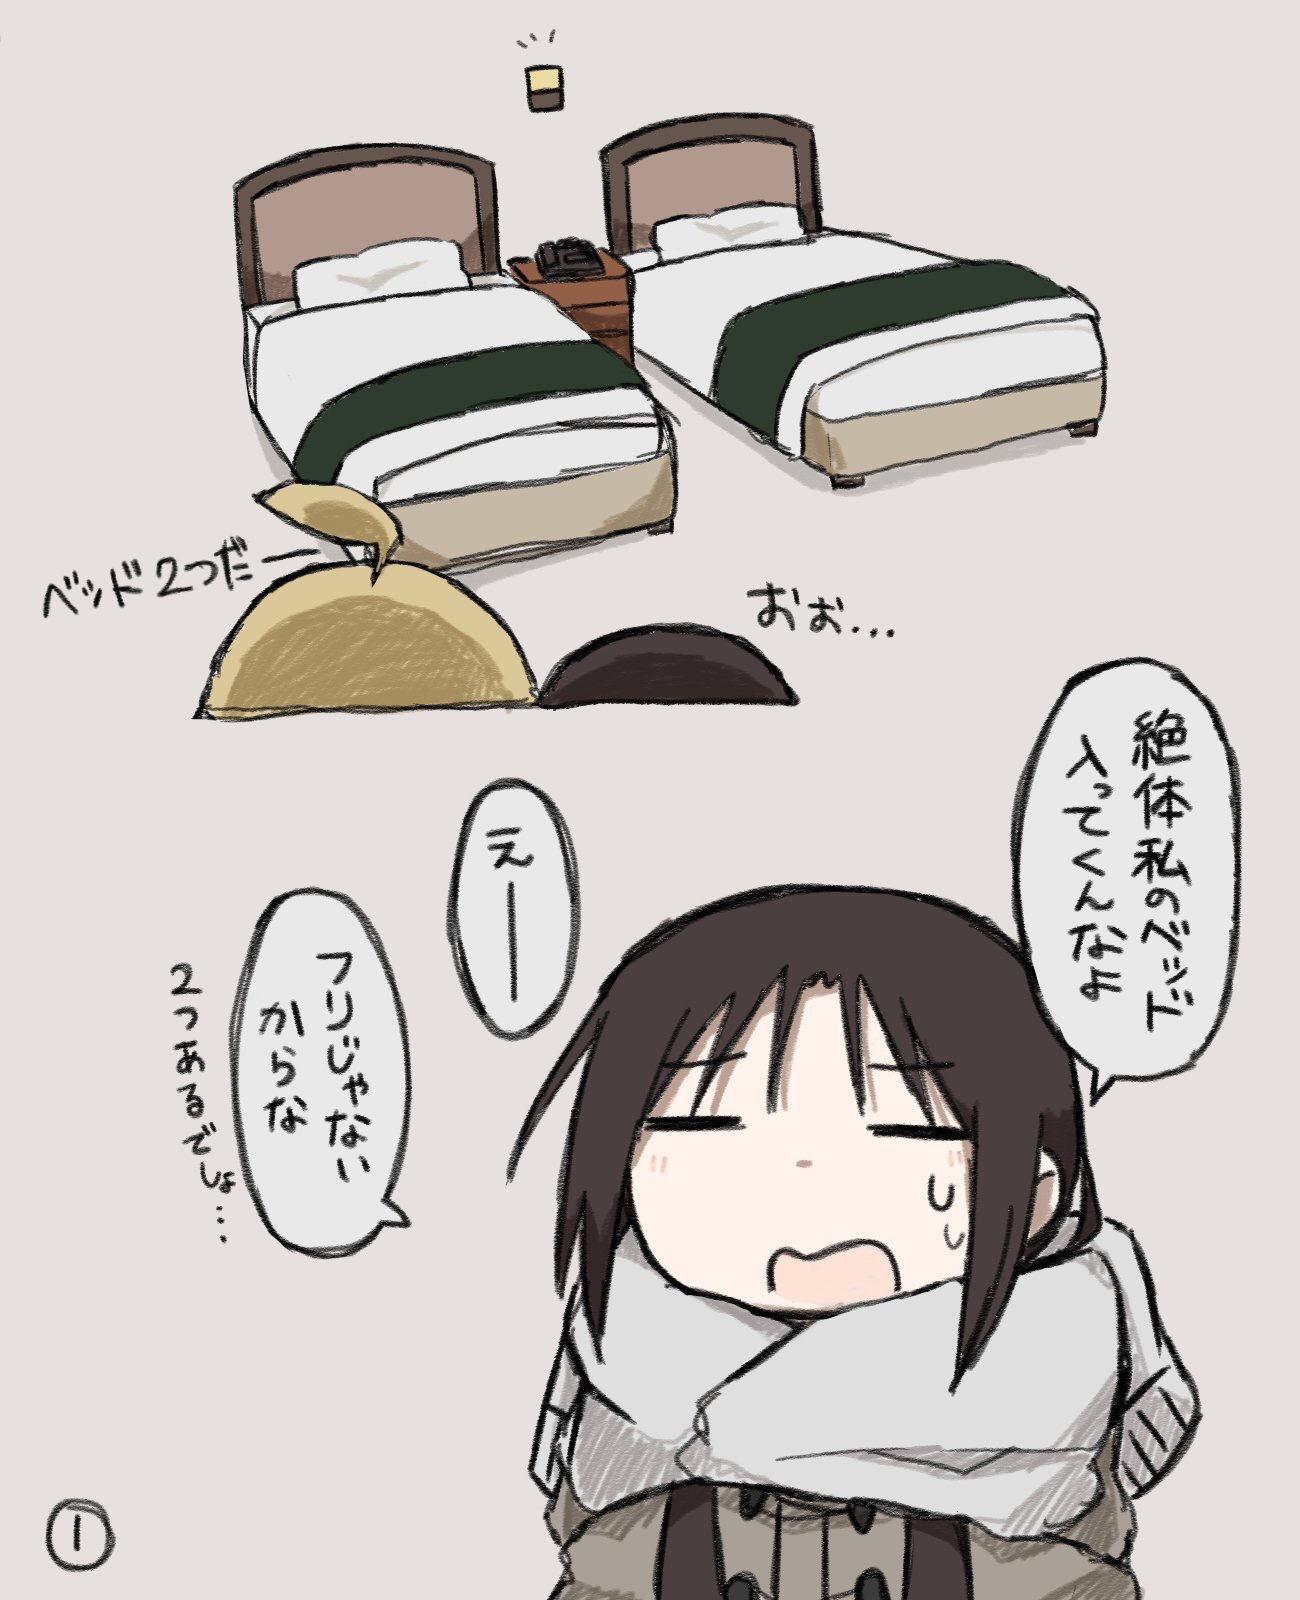 ベッド2つだー
おぉ...
絶体私のベッド
入ってくんなよ
えー
フリじゃない
からな
2つあるでしょ...
①